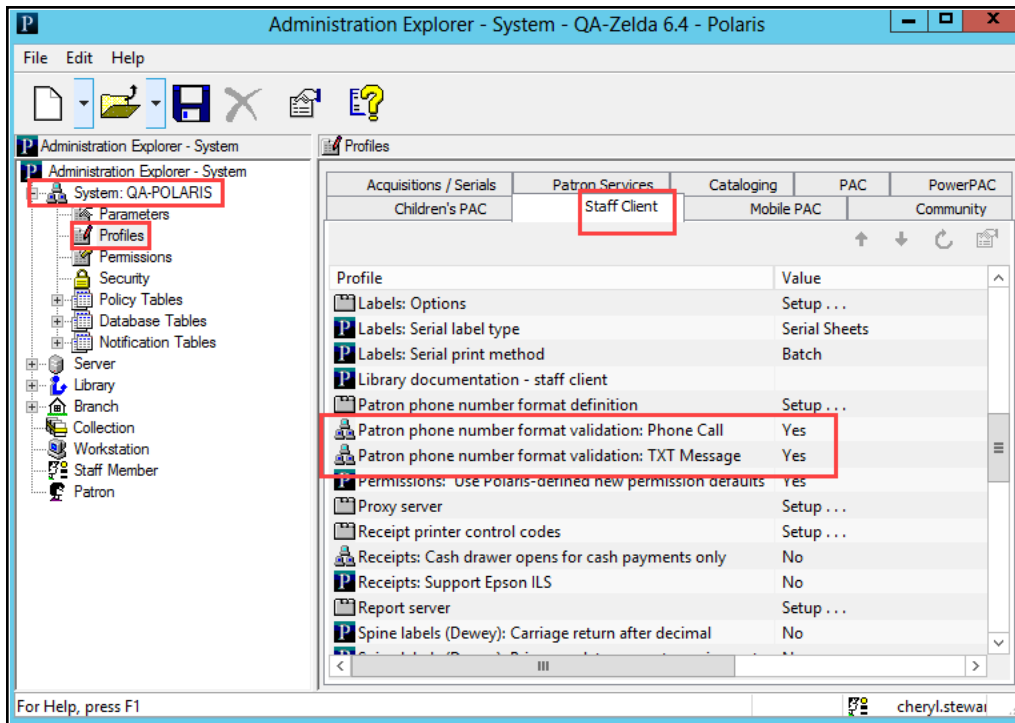 P
Administration Explorer - System - QA-Zelda 6.4 - Polaris
X
File Edit Help
P Administration Explorer - System
Profiles
P Administration Explorer - System
System: QA-POLARIS
Parameters
Profiles
Permissions
Security
Policy Tables
Database Tables
Notification Tables
Server
Library
Branch
Collection
Workstation
Staff Member
Patron
Acquisitions / Serials Patron Services Cataloging PAC PowerPAC
Children's PAC Staff Client Mobile PAC Community
Profile Value
Labels: Options Setup . . .
P Labels: Serial label type Serial Sheets
P Labels: Serial print method Batch
P Library documentation - staff client
Patron phone number format definition Setup . . .
Patron phone number format validation: Phone Call Yes
Patron phone number format validation: TXT Message Yes
P Permissions: Use Polaris-defined new permission defaults Yes
Proxy server Setup . . .
Receipt printer control codes Setup . . .
Receipts: Cash drawer opens for cash payments only No
P Receipts: Support Epson ILS No
Report server Setup . . .
P Spine labels (Dewey): Carriage return after decimal No
For Help, press F1
cheryl.stewar